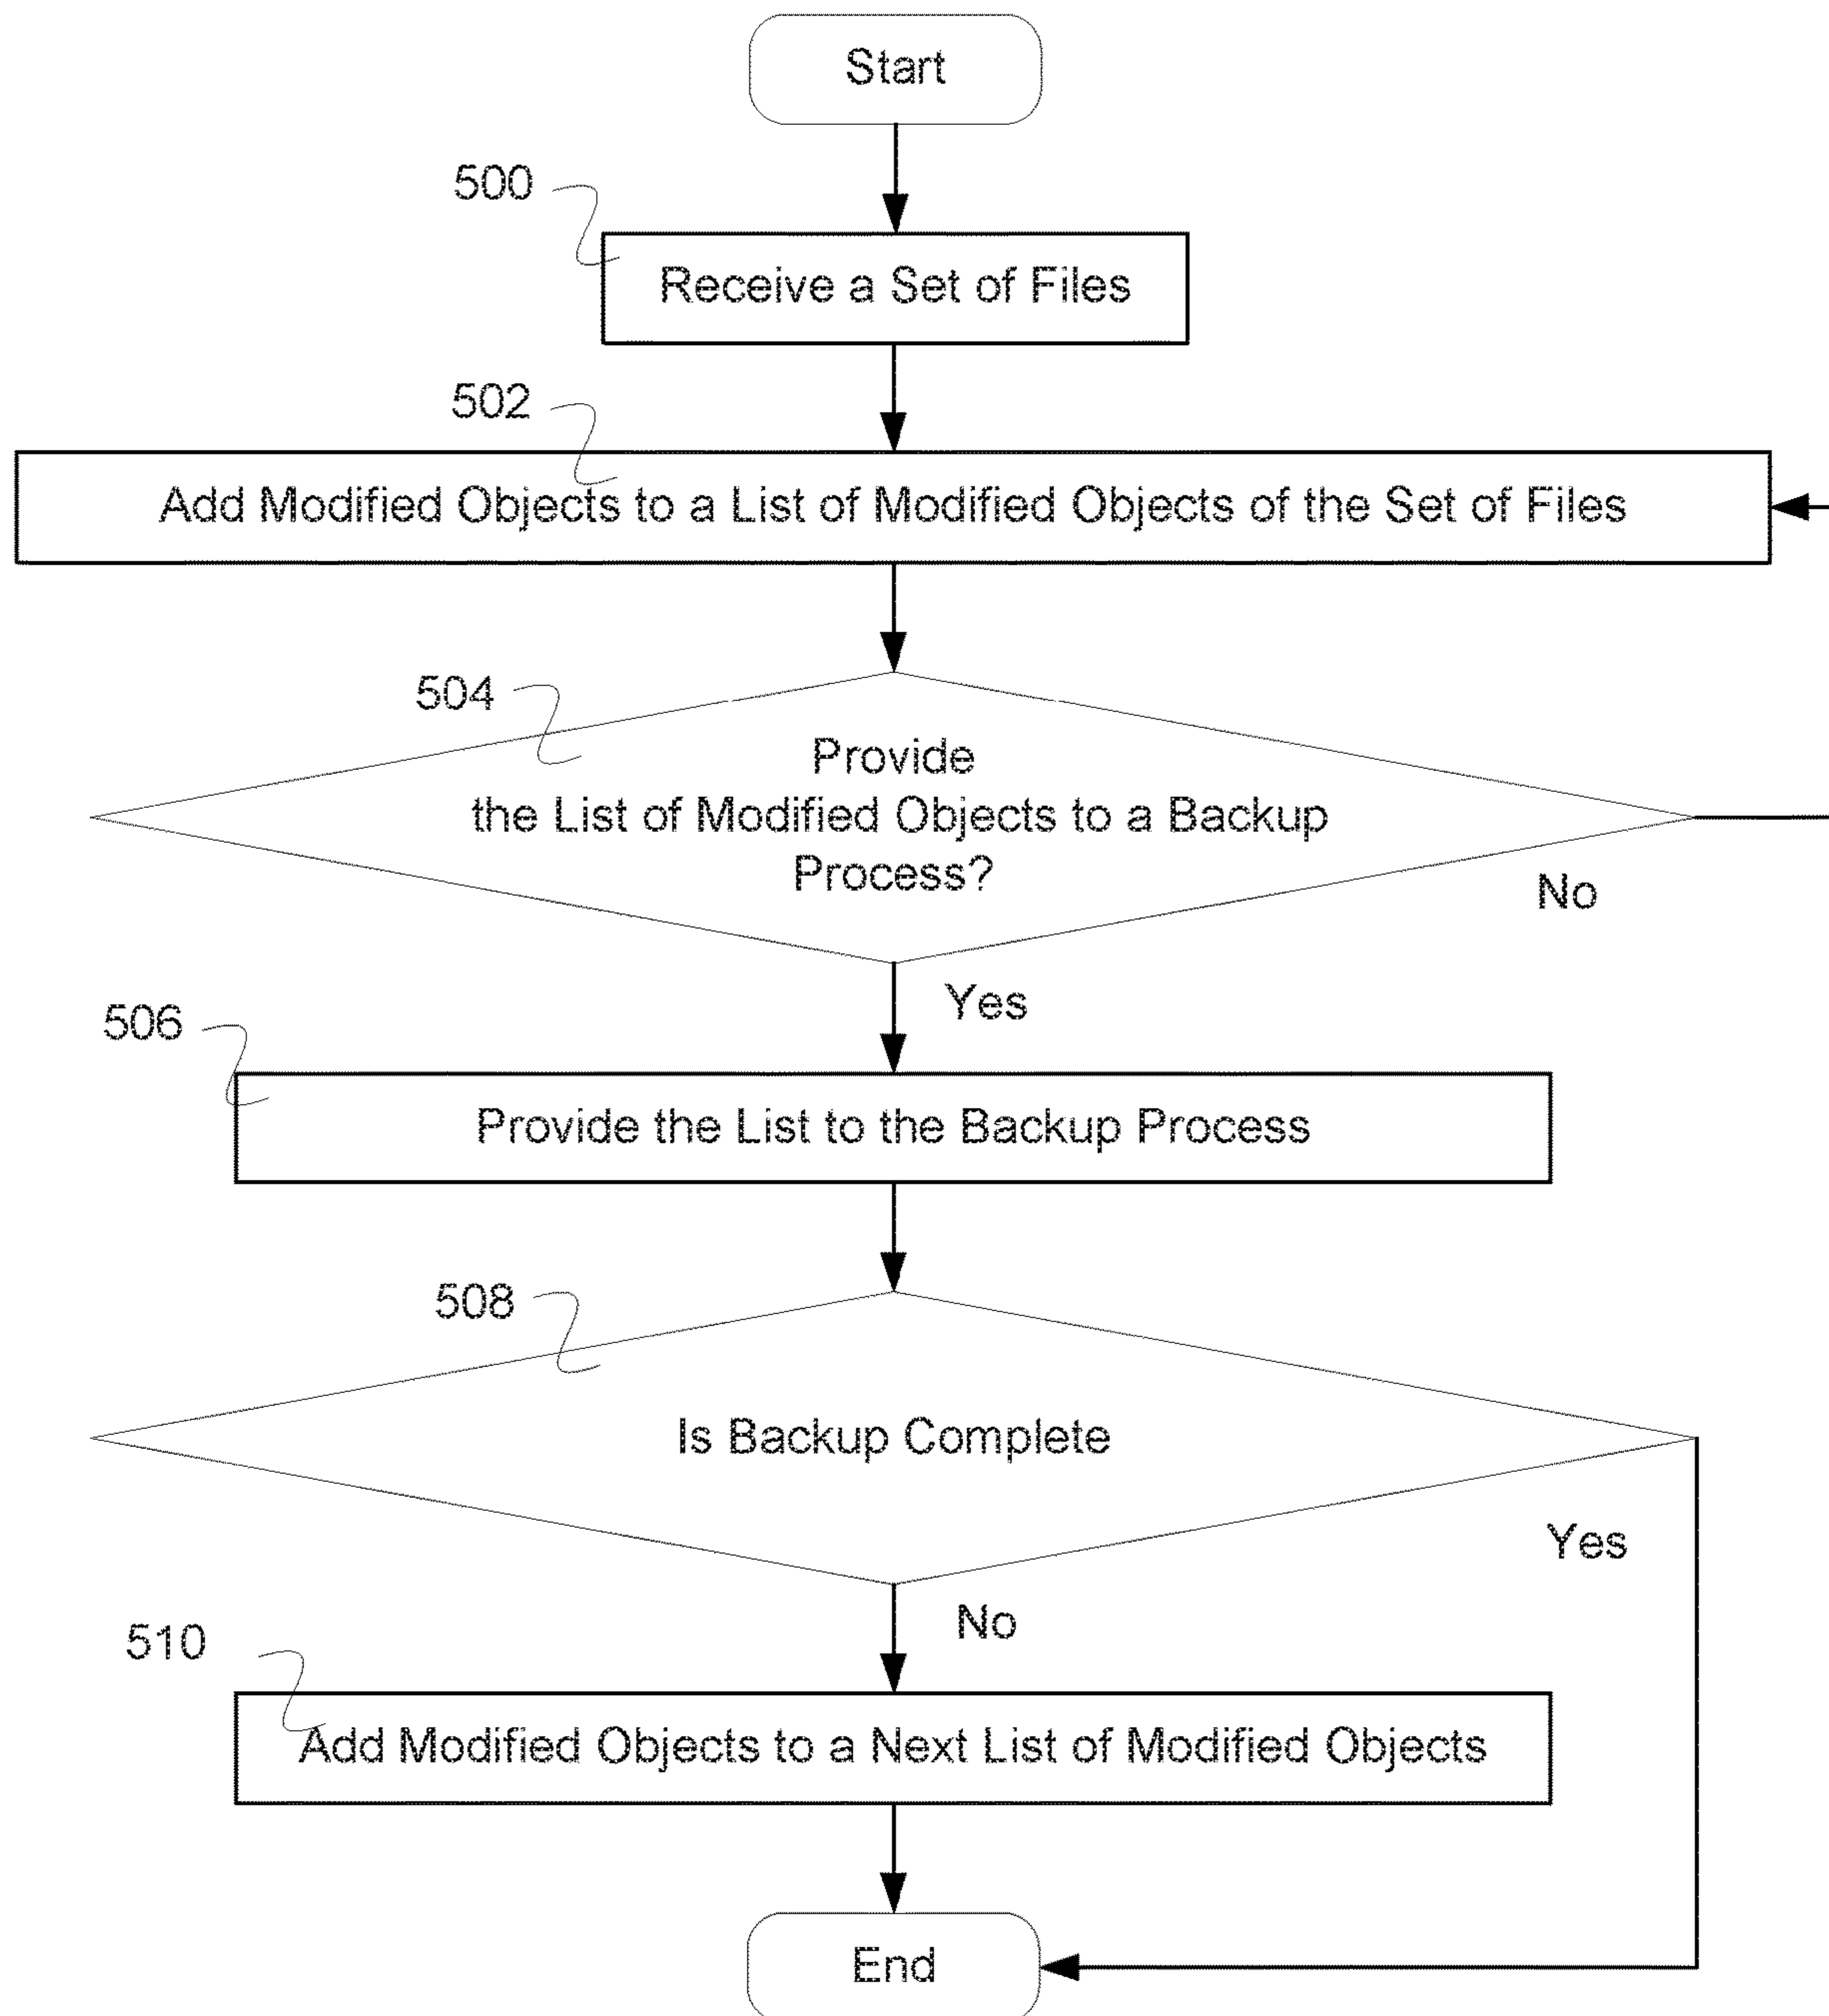 Start
500
Receive a Set of Files
502
Add Modified Objects to a List of Modified Objects of the Set of Files
504
Provide
the List of Modified Objects to a Backup
Process?
No
Yes
506
Provide the List to the Backup Process
508
Is Backup Complete
Yes
No
510
Add Modified Objects to a Next List of Modified Objects
End